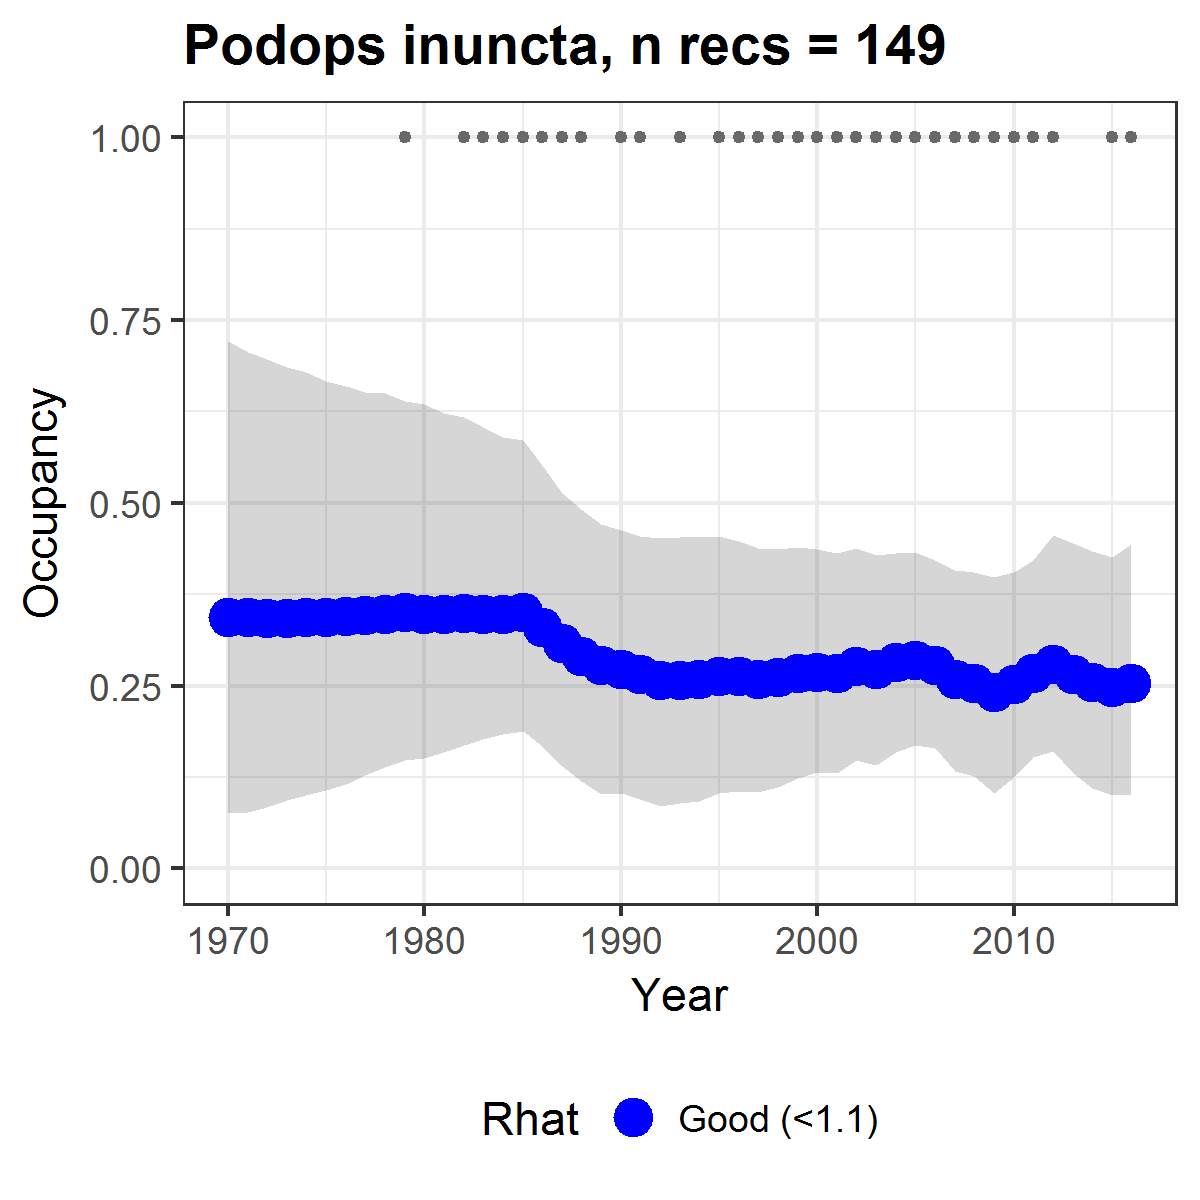 Podops inuncta, n recs = 149
1.00
0.75
0.50
0.25
0.00
Occupancy
1970 1980 1990 2000 2010
Year
Rhat Good (<1.1)